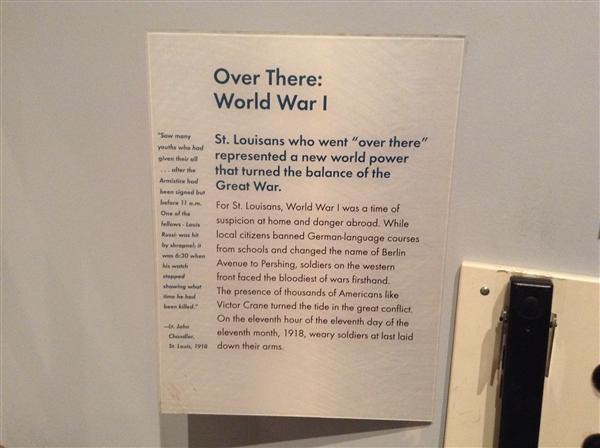 Over There:
World War I
"Saw many
youths who had
given their all
. . . after the
Armistice had
been signed but
before 11 a.m.
One of the
fellows - Louis
Russi- was hit
by shrapnel; it
was 6:30 when
his watch
stopped
showing what
time he had
been killed."
—Lt. John
Chandler,
St. Louis, 1918
St. Louisans who went "over there"
represented a new world power
that turned the balance of the
Great War.
For St. Louisans, World War I was a time of
suspicion at home and danger abroad. While
local citizens banned German-language courses
from schools and changed the name of Berlin
Avenue to Pershing, soldiers on the western
front faced the bloodiest of wars firsthand.
The presence of thousands of Americans like
Victor Crane turned the tide in the great conflict.
On the eleventh hour of the eleventh day of the
eleventh month, 1918, weary soldiers at last laid
down their arms.